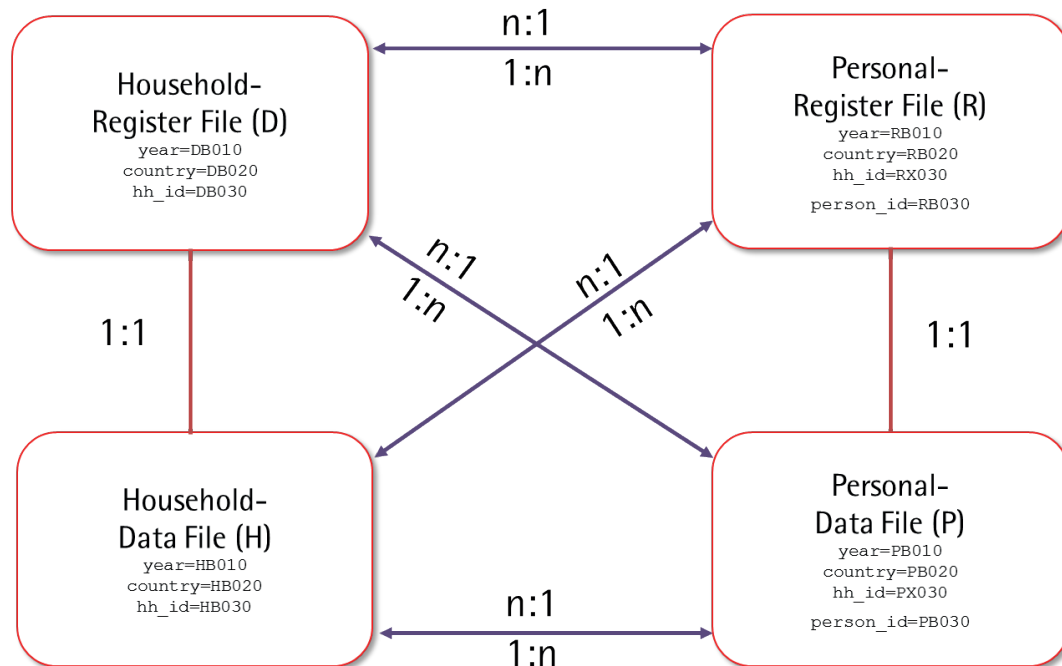 n:1
1:n
Household-
Register File (D)
year=DB010
country=DB020
hh_id=DB030
Personal-
Register File (R)
year=RB010
country=RB020
hh_id=RX030
person_id=RB030
n:1
1:n
n:1
1:n
1:1
1:1
Household-
Data File (H)
year=HB010
country=HB020
hh_id=HB030
Personal-
Data File (P)
year=PB010
country=PB020
hh_id=PX030
person_id=PB030
n:1
1:n